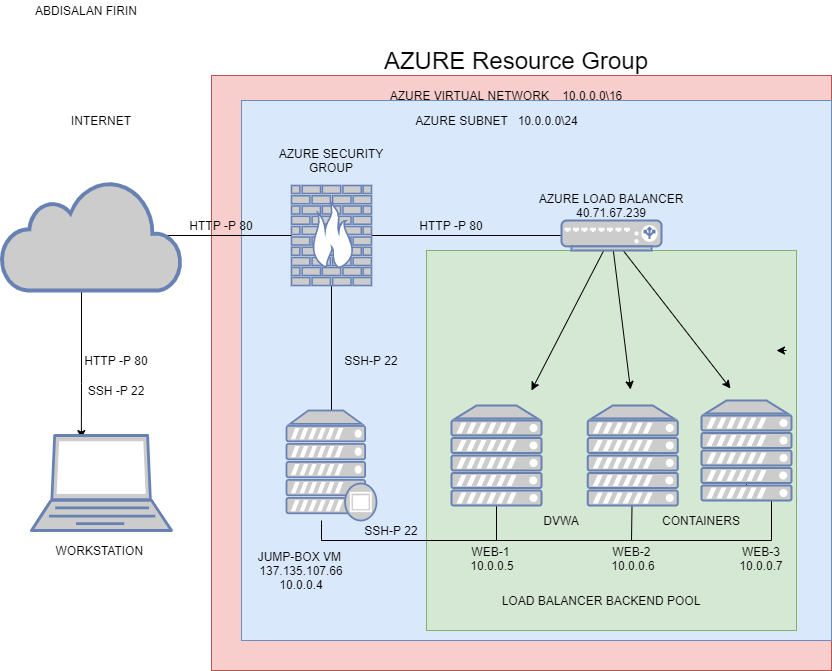 ABDISALAN FIRIN
AZURE Resource Group
AZURE VIRTUAL NETWORK 10.0.0.0\16
INTERNET
AZURE SUBNET 10.0.0.0\24
AZURE SECURITY
GROUP
AZURE LOAD BALANCER
40.71.67.239
HTTP -P 80
HTTP -P 80
HTTP -P 80
SSH -P 22
SSH-P 22
SSH-P 22
DVWA
CONTAINERS
WORKSTATION
JUMP-BOX VM
137.135.107.66
10.0.0.4
WEB-1
10.0.0.5
WEB-2
10.0.0.6
WEB-3
10.0.0.7
LOAD BALANCER BACKEND POOL